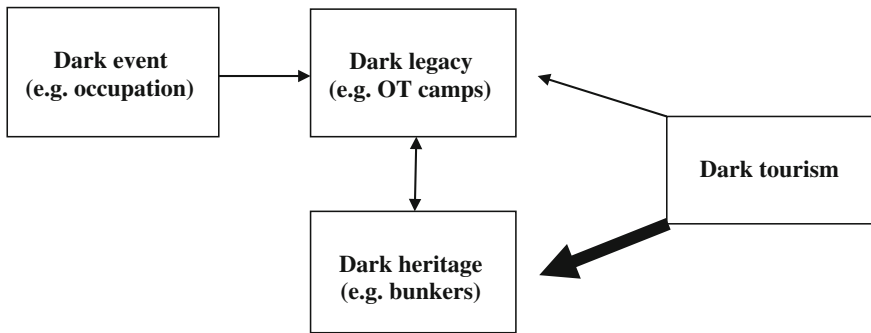 Dark event
(e.g. occupation)
Dark legacy
(e.g. OT camps)
Dark tourism
Dark heritage
(e.g. bunkers)